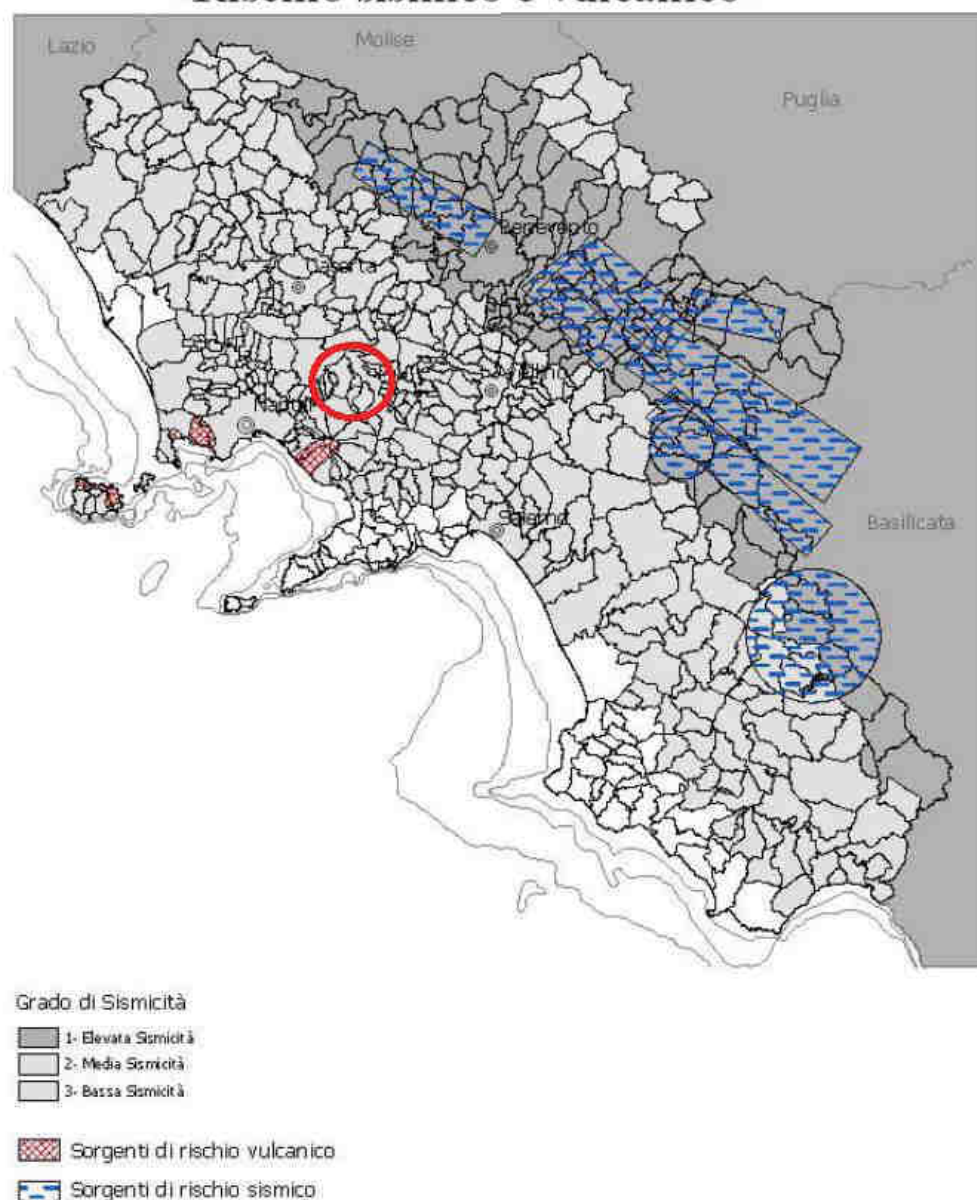 Lazio
Molise
Puglia
Benevento
Salerno
Basilicata
Grado di Sismicità
1- Elevata Sismicità
2- Media Sismicità
3- Bassa Sismicità
Sorgenti di rischio vulcanico
Sorgenti di rischio sismico